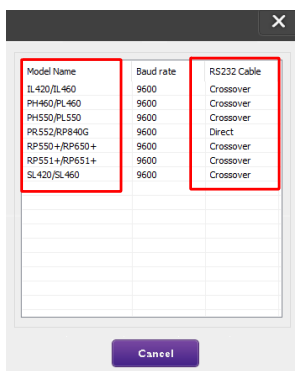 X
Model Name Baud rate RS232 Cable
IL420/IL460 9600 Crossover
PH460/PL460 9600 Crossover
PH550/PL550 9600 Crossover
PR552/RP840G 9600 Direct
RP550+/RP650+ 9600 Crossover
RP551+/RP651+ 9600 Crossover
SL420/SL460 9600 Crossover
Cancel